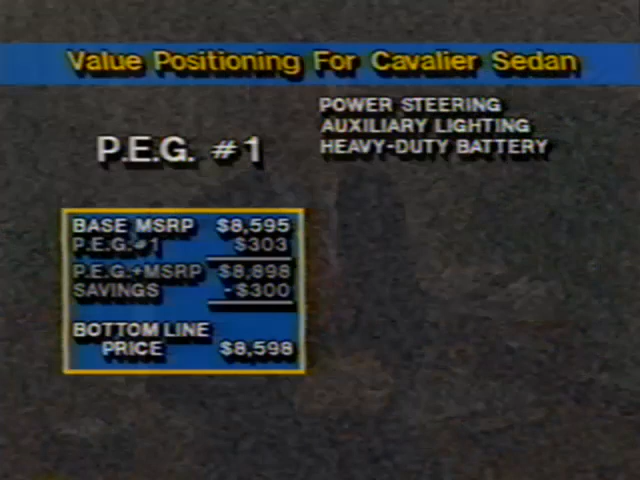 Value Positioning For Cavalier Sedan
P.E.G. #1
POWER STEERING
AUXILIARY LIGHTING
HEAVY-DUTY BATTERY
BASE MSRP $8,595
P.E.G.#1 $303
P.E.G.+MSRP $8,898
SAVINGS -$300
BOTTOM LINE
PRICE $8,598